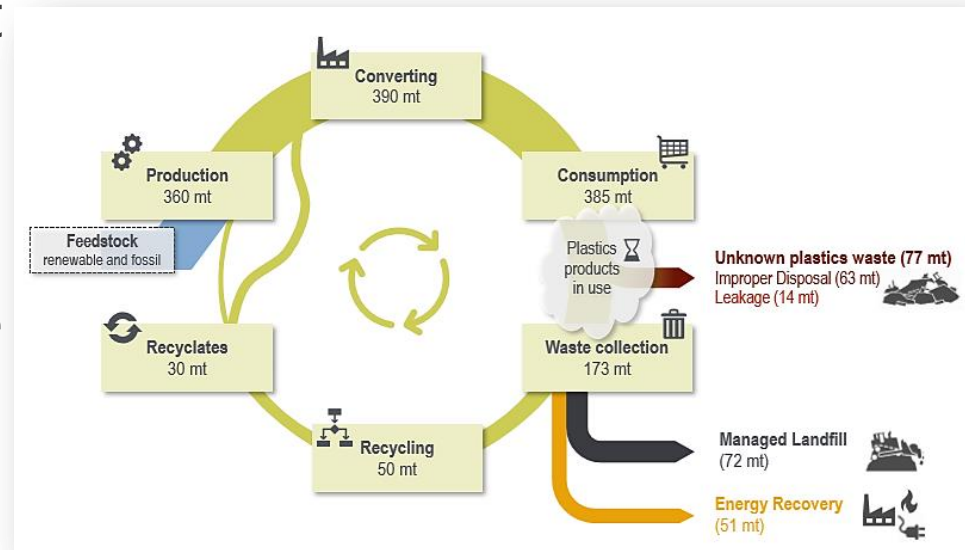 Converting
390 mt
Production
360 mt
Consumption
385 mt
Feedstock
renewable and fossil
Plastics
products
in use
Unknown plastics waste (77 mt)
Improper Disposal (63 mt)
Leakage (14 mt)
Recyclates
30 mt
Waste collection
173 mt
Recycling
50 mt
Managed Landfill
(72 mt)
Energy Recovery
(51 mt)